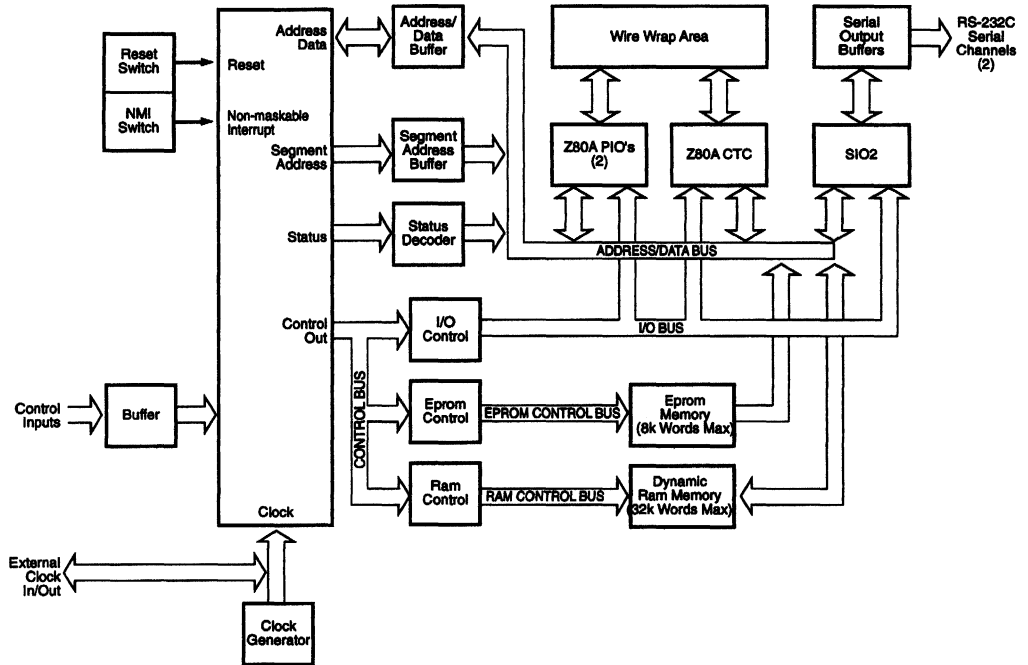 Address
Data
Address/
Data
Buffer
Wire Wrap Area
Serial
Output
Buffers
RS-232C
Serial
Channels
(2)
Reset
Switch
Reset
NMI
Switch
Non-maskable
Interrupt
Segment
Address
Segment
Address
Buffer
Z80A PIO's
(2)
Z80A CTC
SIO2
Status
Status
Decoder
ADDRESS/DATA BUS
Control
Out
I/O
Control
I/O BUS
CONTROL BUS
Control
Inputs
Buffer
Eprom
Control
EPROM CONTROL BUS
Eprom
Memory
(8k Words Max)
Ram
Control
RAM CONTROL BUS
Dynamic
Ram Memory
(32k Words Max)
Clock
External
Clock
In/Out
Clock
Generator